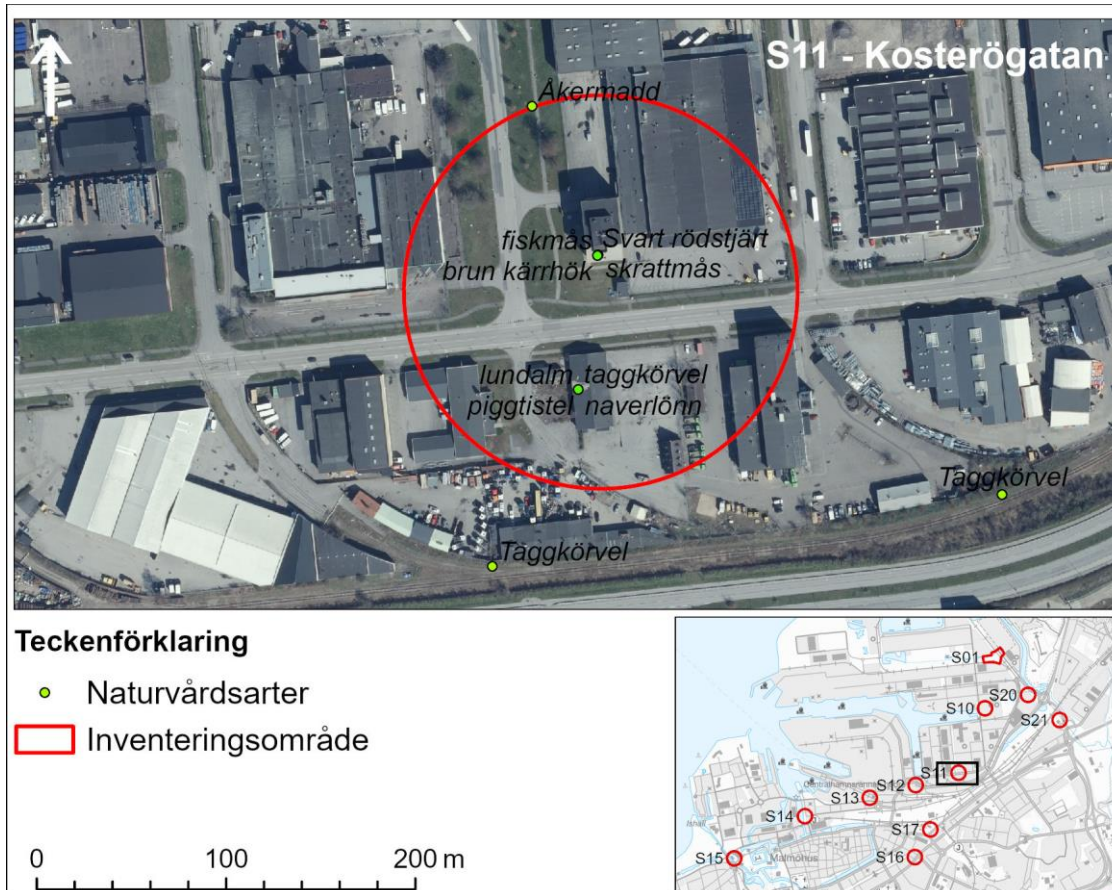 S11 - Kosterögatan
Åkermadd
fiskmås Svart rödstjärt
brun kärrhök skrattmås
lundalm taggkörvel
piggtistel naverlönn
Taggkörvel
Taggkörvel
Teckenförklaring
Naturvårdsarter
Inventeringsområde
0 100 200 m
S01
S20
S10
S21
S11
S12
S13
S14
S17
S15
Malmöhus
S16